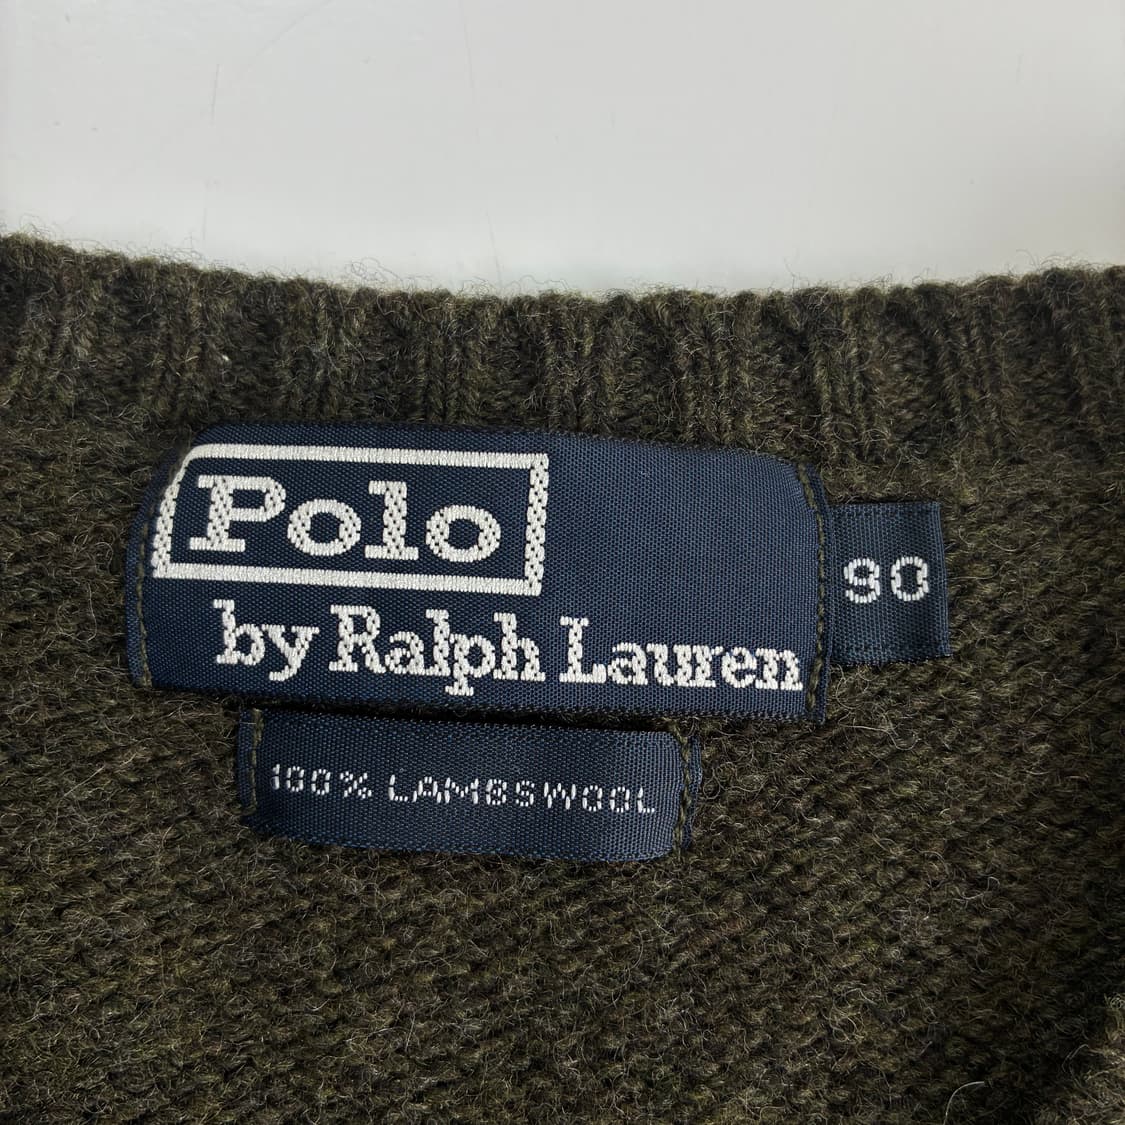 Polo
by Ralph Lauren
90
100% LAMBSWOOL